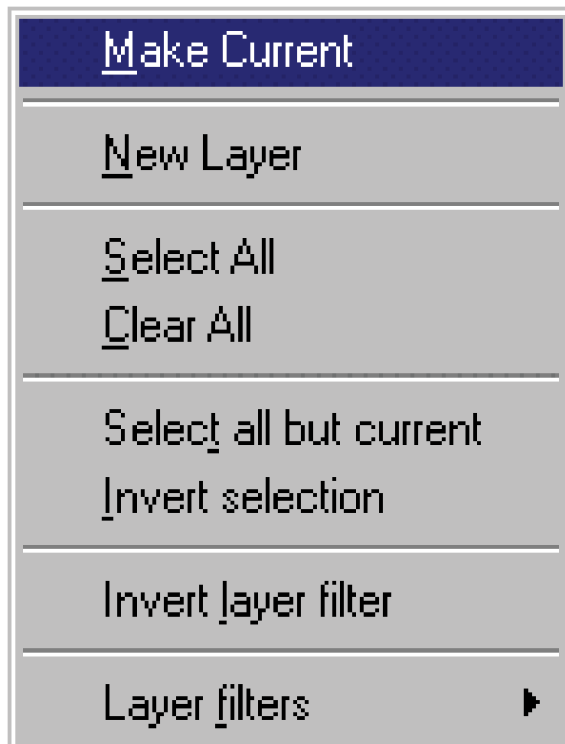 Make Current
New Layer
Select All
Clear All
Select all but current
Invert selection
Invert layer filter
Layer filters